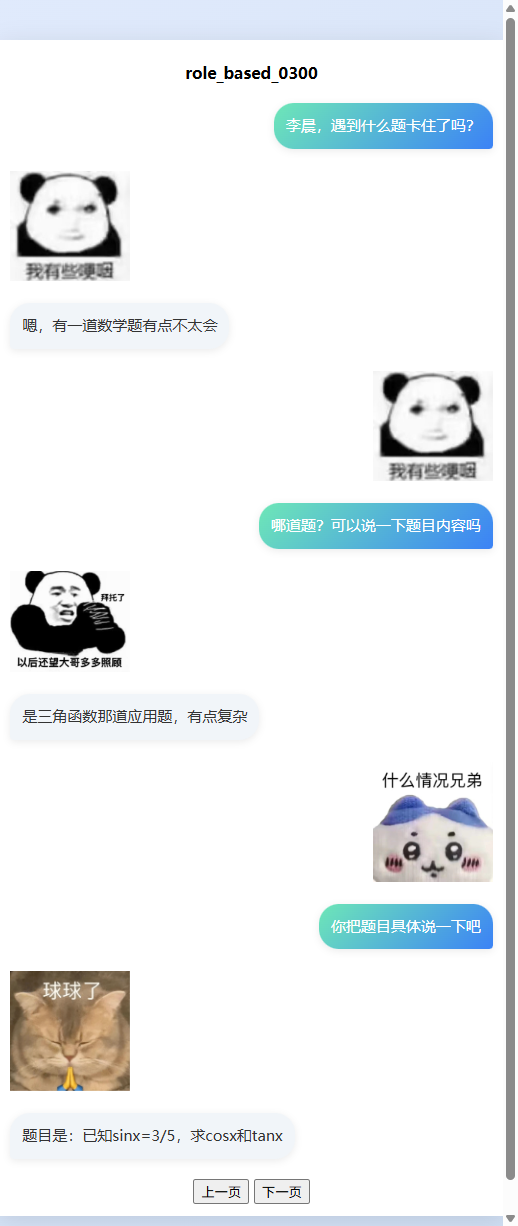 role_based_0300
李晨，遇到什么题卡住了吗？
我有些哽咽
嗯，有一道数学题有点不太会
我有些哽咽
哪道题？可以说一下题目内容吗
拜托了
以后还望大哥多多照顾
是三角函数那道应用题，有点复杂
什么情况兄弟
你把题目具体说一下吧
球球了
题目是：已知sinx=3/5，求cosx和tanx
上一页 下一页